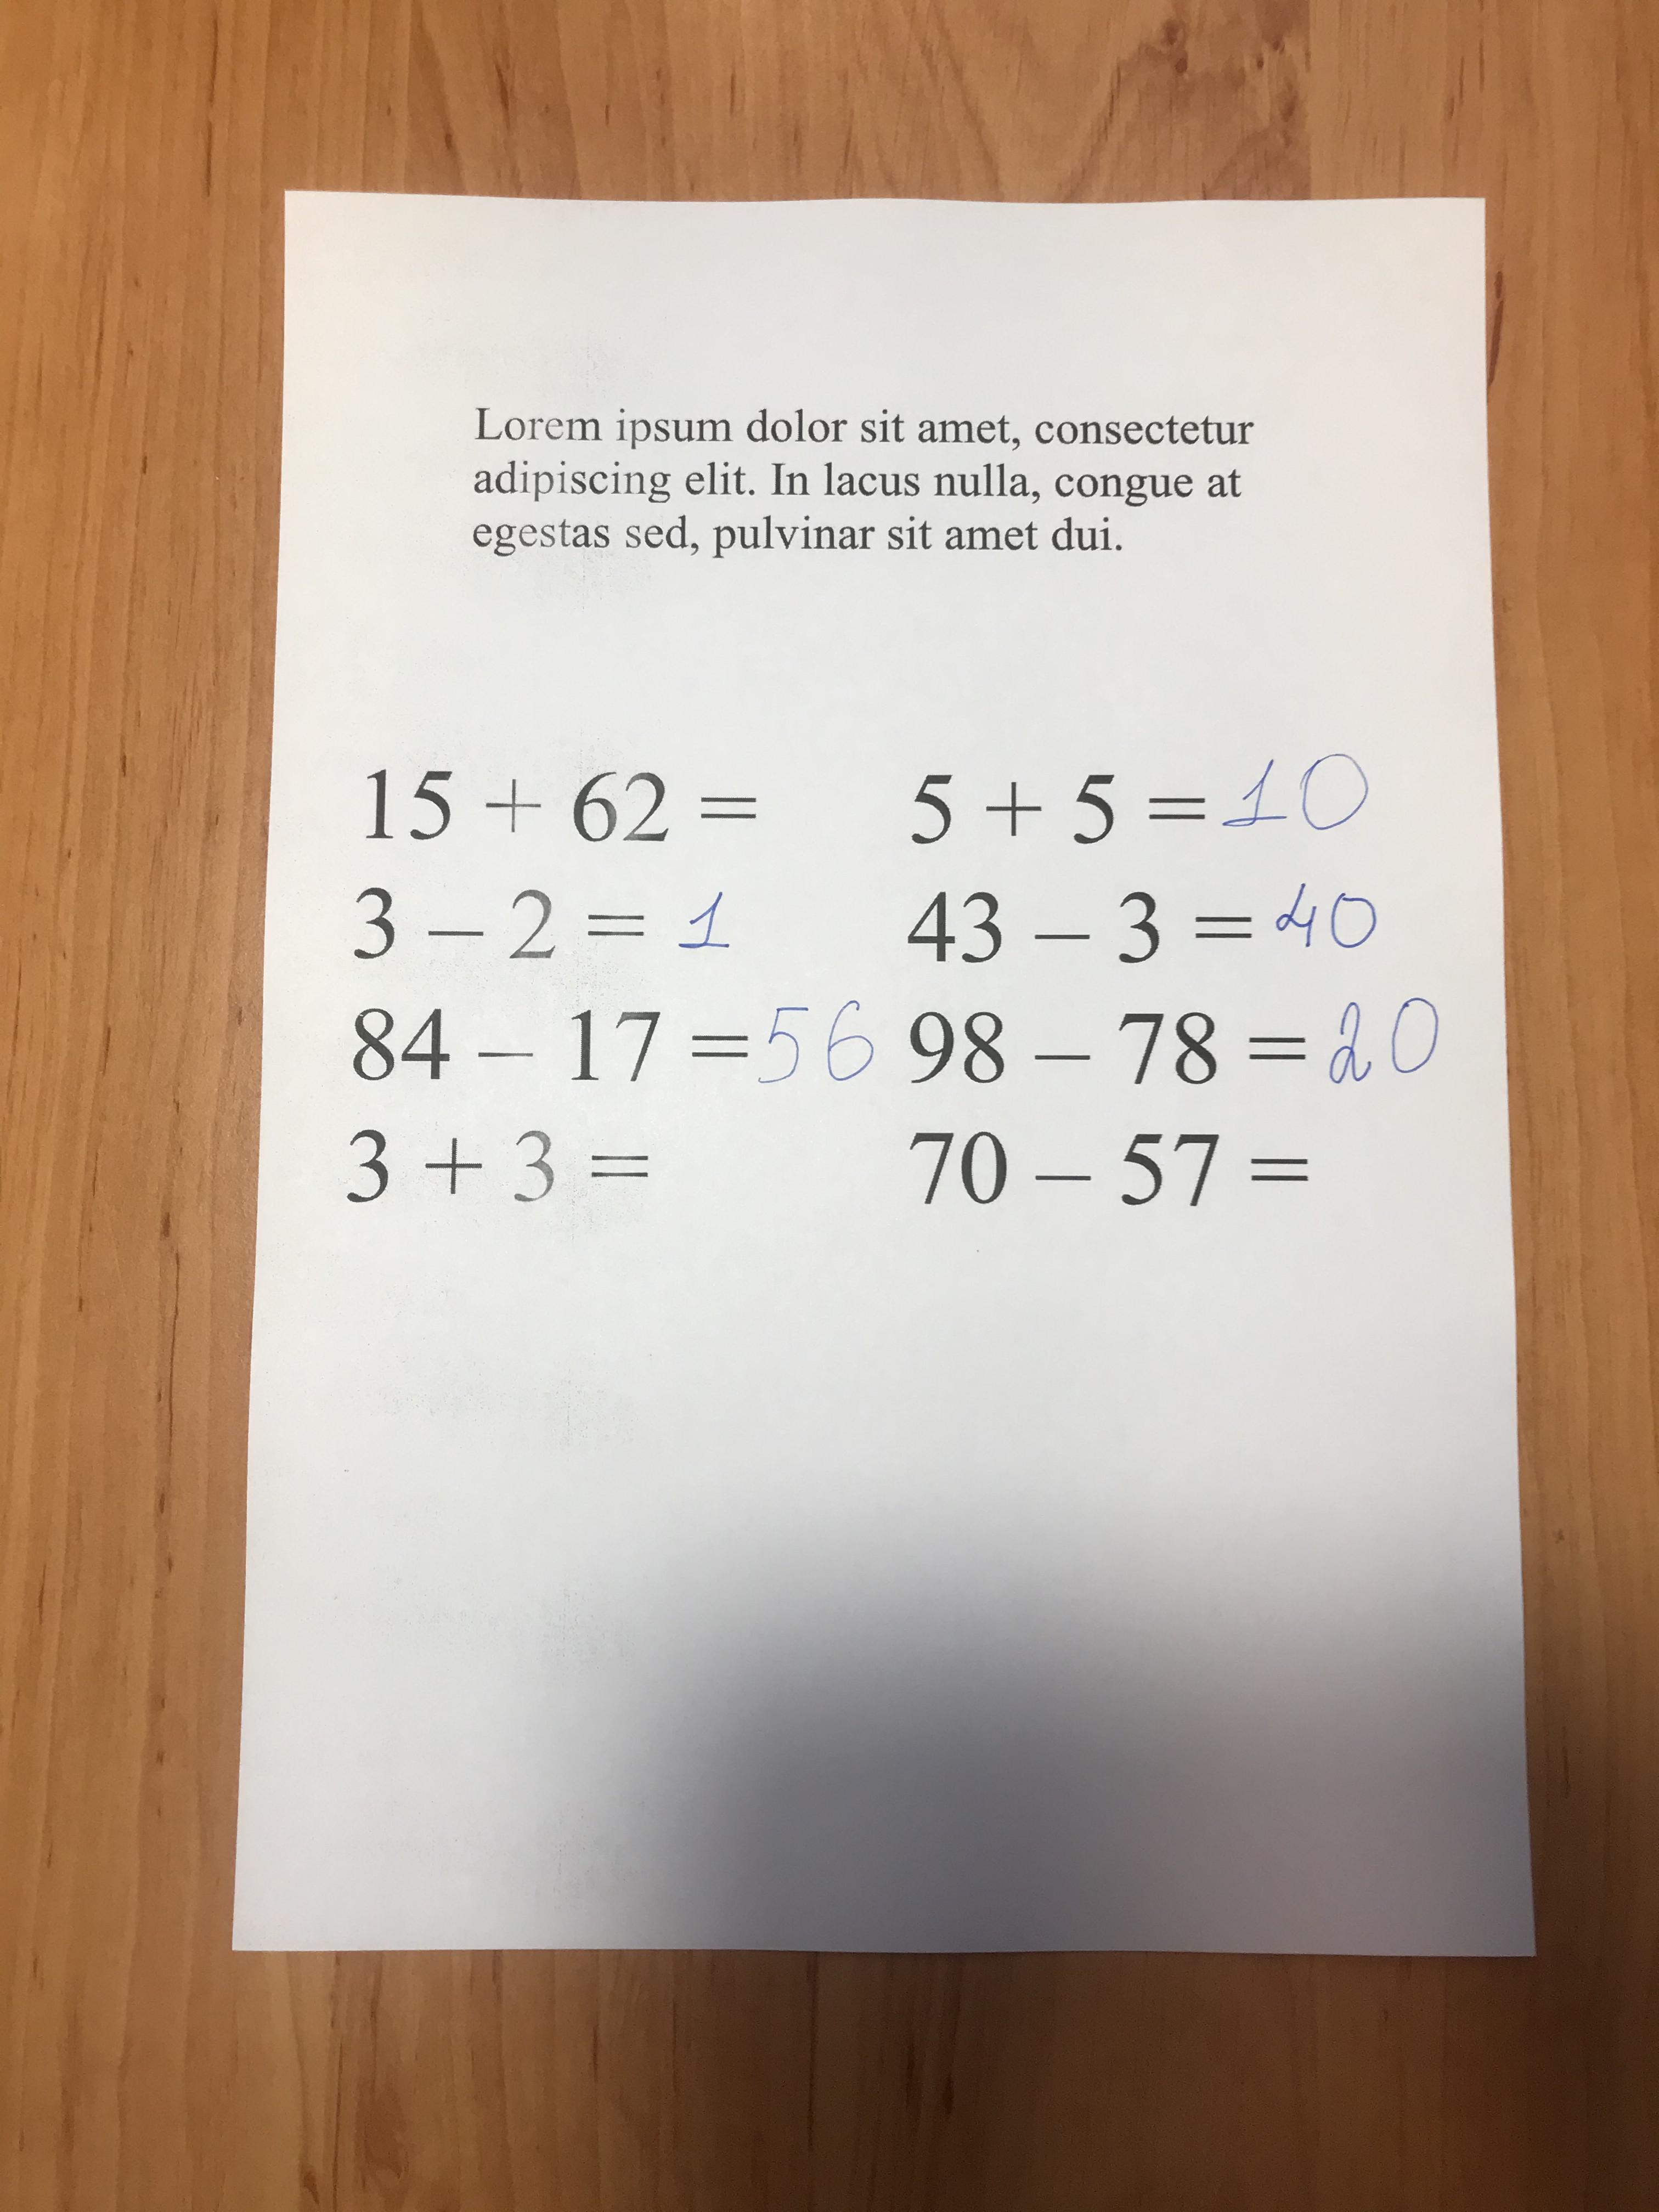 Lorem ipsum dolor sit amet, consectetur
adipiscing elit. In lacus nulla, congue at
egestas sed, pulvinar sit amet dui.
15 + 62 =
3 – 2 = 1
84 – 17 = 56
3 + 3 =
5 + 5 = 10
43 – 3 = 40
98 – 78 = 20
70 – 57 =